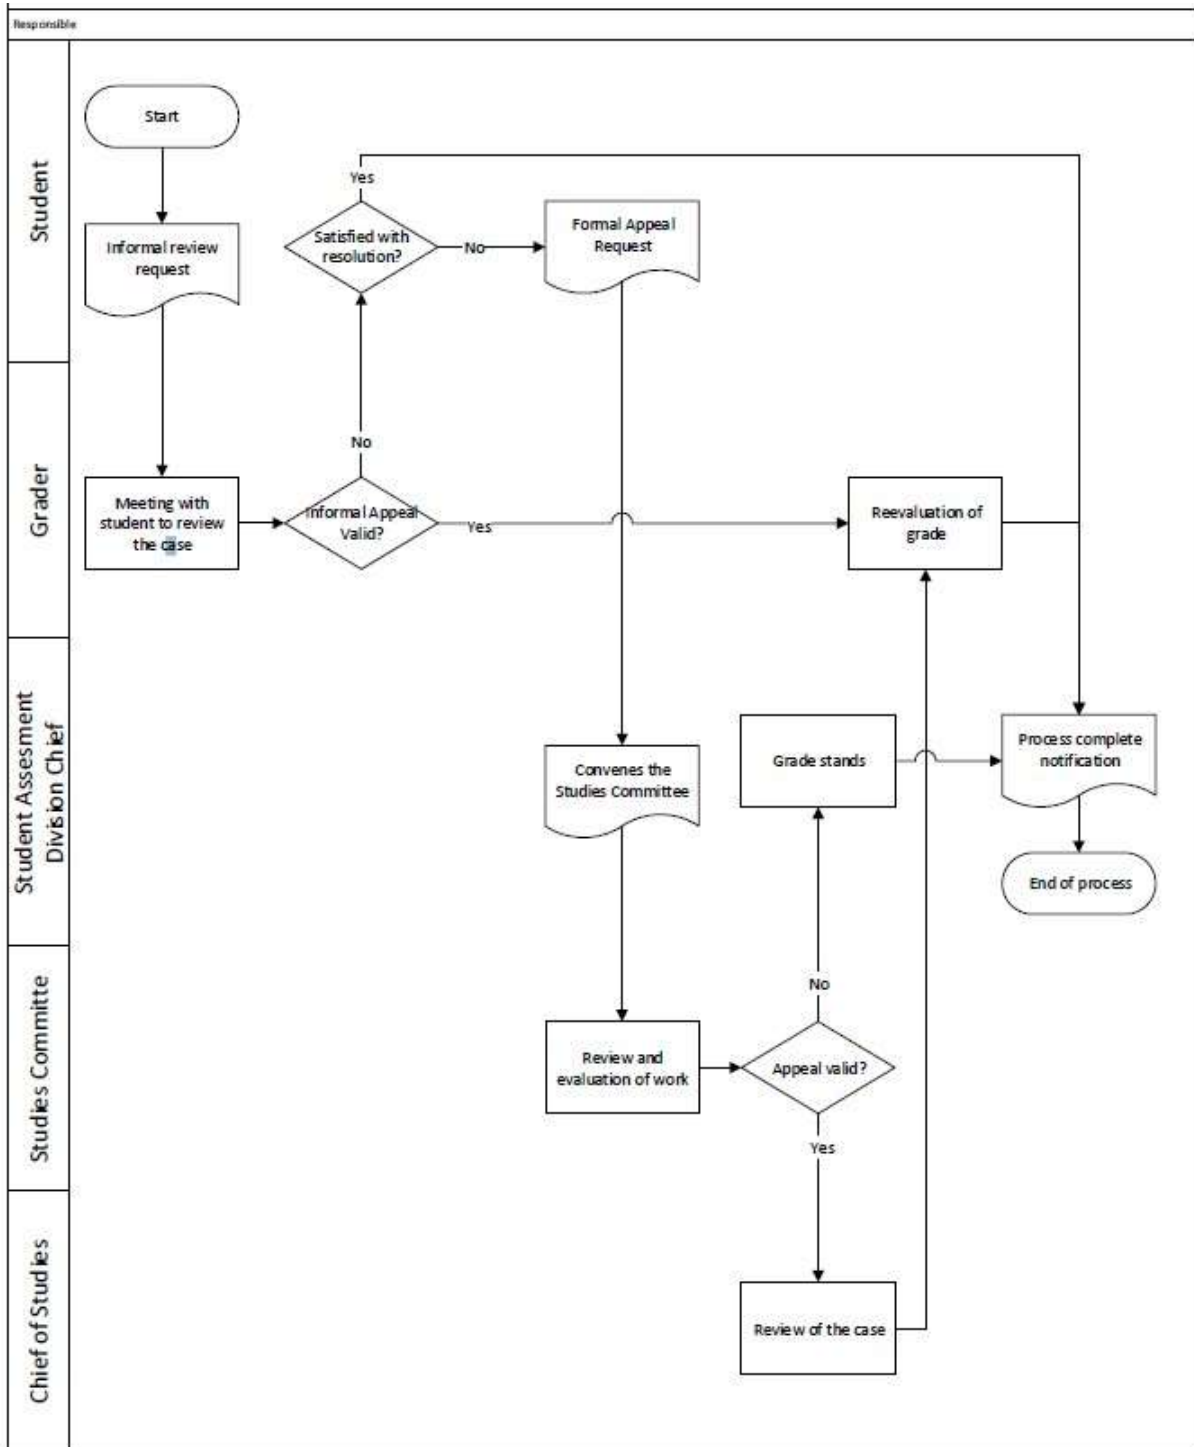 Responsible
Student
Start
Yes
Informal review
request
Satisfied with
resolution?
No
Formal Appeal
Request
Grader
No
Meeting with
student to review
the case
Informal Appeal
Valid?
Yes
Reevaluation of
grade
Student Assesment
Division Chief
Convenes the
Studies Committee
Grade stands
Process complete
notification
End of process
Studies Committe
No
Review and
evaluation of work
Appeal valid?
Yes
Chief of Studies
Review of the case